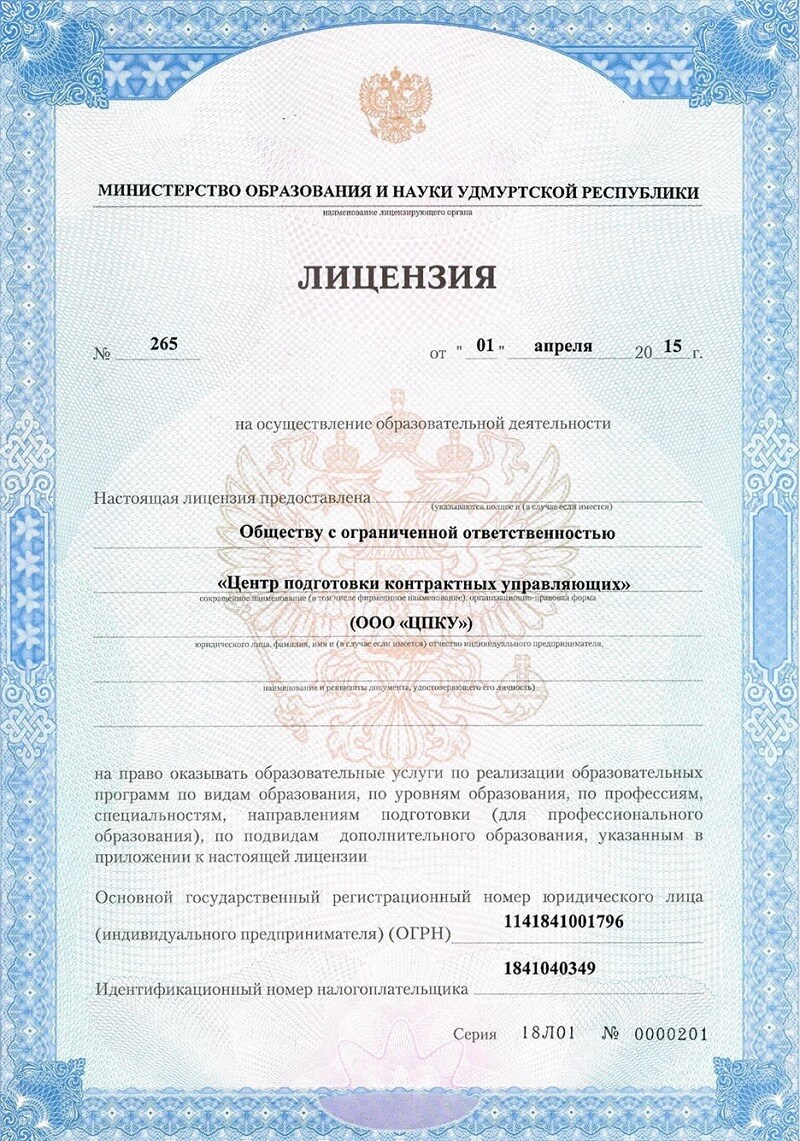 МИНИСТЕРСТВО ОБРАЗОВАНИЯ И НАУКИ УДМУРТСКОЙ РЕСПУБЛИКИ
наименование лицензирующего органа
ЛИЦЕНЗИЯ
№ 265 от "01" апреля 2015 г.
на осуществление образовательной деятельности
Настоящая лицензия предоставлена
(указываются полное и (в случае если имеется)
Обществу с ограниченной ответственностью
«Центр подготовки контрактных управляющих»
сокращенное наименование (в том числе фирменное наименование), организационно-правовая форма
(ООО «ЦПКУ»)
юридического лица, фамилия, имя и (в случае если имеется) отчество индивидуального предпринимателя,
наименование и реквизиты документа, удостоверяющего его личность)
на право оказывать образовательные услуги по реализации образовательных
программ по видам образования, по уровням образования, по профессиям,
специальностям, направлениям подготовки (для профессионального
образования), по подвидам дополнительного образования, указанным в
приложении к настоящей лицензии
Основной государственный регистрационный номер юридического лица
(индивидуального предпринимателя) (ОГРН) 1141841001796
Идентификационный номер налогоплательщика 1841040349
Серия 18Л01 № 0000201